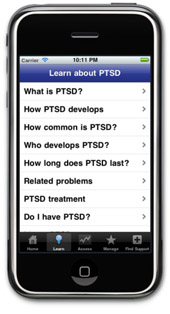 Carrier 10:11 PM
Learn about PTSD
What is PTSD?
How PTSD develops
How common is PTSD?
Who develops PTSD?
How long does PTSD last?
Related problems
PTSD treatment
Do I have PTSD?
Home Learn Assess Manage Find Support